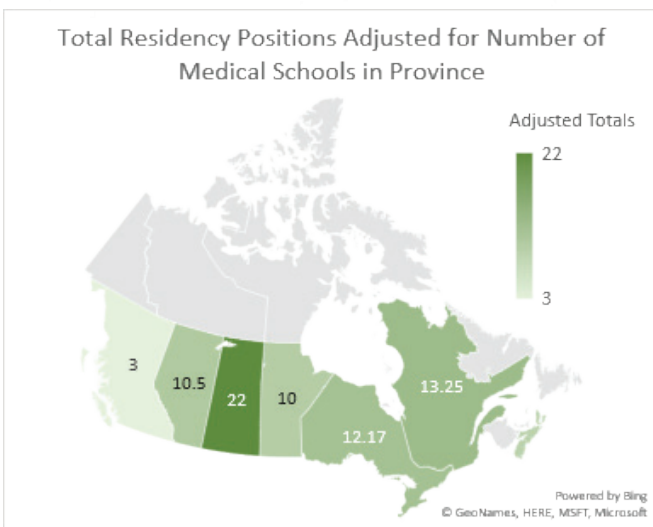 Total Residency Positions Adjusted for Number of
Medical Schools in Province
Adjusted Totals
22
3
3
10.5
22
10
12.17
13.25
Powered by Bing
© GeoNames, HERE, MSFT, Microsoft